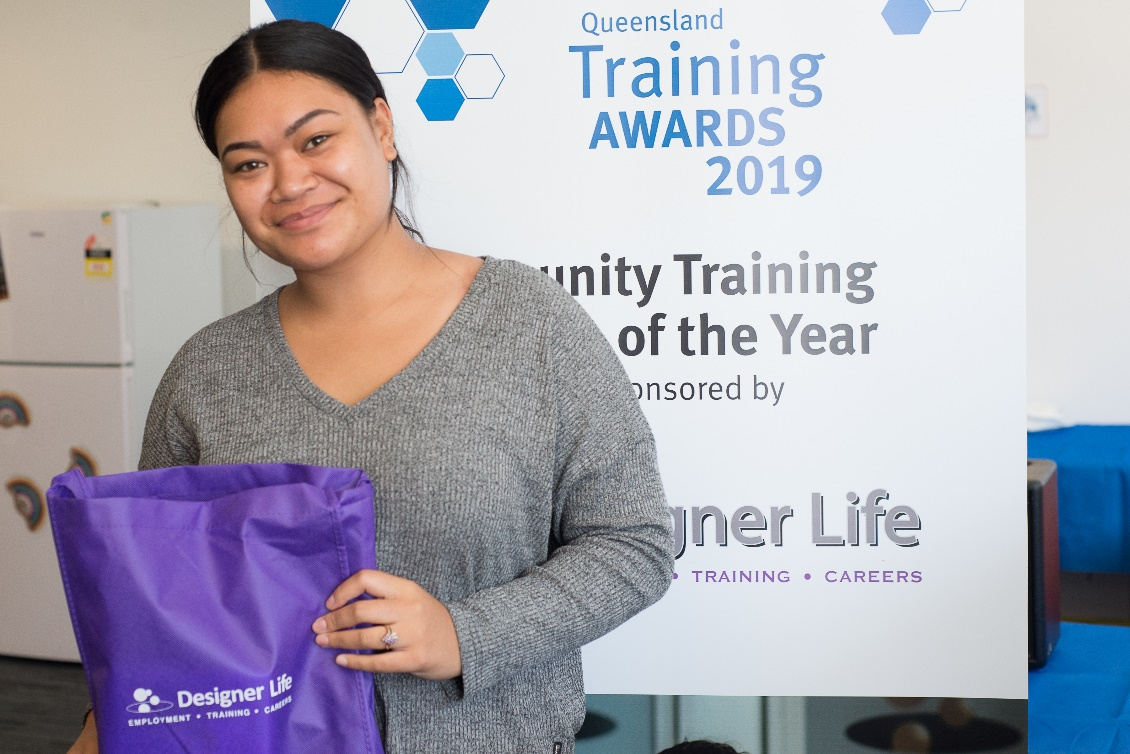 Queensland
Training
AWARDS
2019
unity Training
of the Year
onsored by
gner Life
• TRAINING • CAREERS
Designer Life
EMPLOYMENT • TRAINING • CAREERS